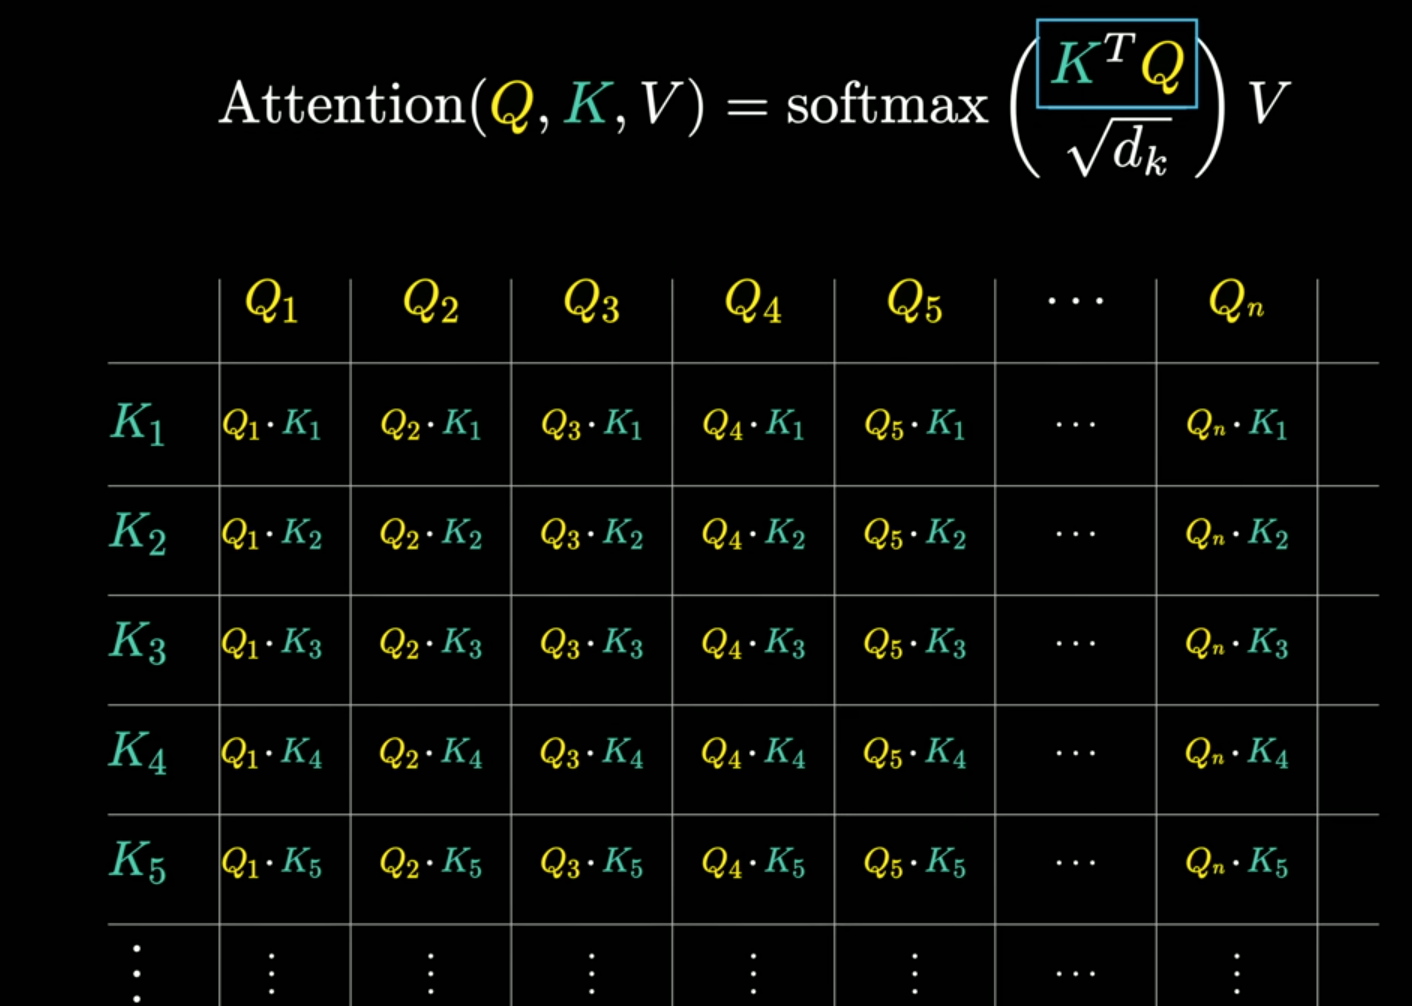 Attention(Q, K, V) = softmax(K^T Q / √d_k) V
Q₁ Q₂ Q₃ Q₄ Q₅ ⋯ Qₙ
K₁ Q₁·K₁ Q₂·K₁ Q₃·K₁ Q₄·K₁ Q₅·K₁ ⋯ Qₙ·K₁
K₂ Q₁·K₂ Q₂·K₂ Q₃·K₂ Q₄·K₂ Q₅·K₂ ⋯ Qₙ·K₂
K₃ Q₁·K₃ Q₂·K₃ Q₃·K₃ Q₄·K₃ Q₅·K₃ ⋯ Qₙ·K₃
K₄ Q₁·K₄ Q₂·K₄ Q₃·K₄ Q₄·K₄ Q₅·K₄ ⋯ Qₙ·K₄
K₅ Q₁·K₅ Q₂·K₅ Q₃·K₅ Q₄·K₅ Q₅·K₅ ⋯ Qₙ·K₅
⋮ ⋮ ⋮ ⋮ ⋮ ⋮ ⋯ ⋮